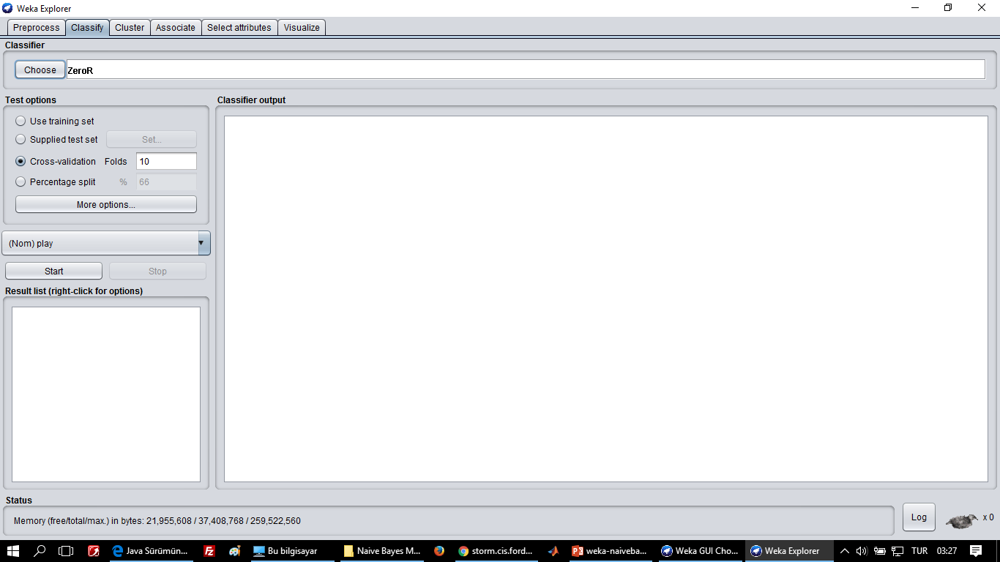 Weka Explorer
Preprocess Classify Cluster Associate Select attributes Visualize
Classifier
Choose ZeroR
Test options
Use training set
Supplied test set Set...
Cross-validation Folds 10
Percentage split % 66
More options...
(Nom) play
Start Stop
Result list (right-click for options)
Classifier output
Status
Memory (free/total/max.) in bytes: 21,955,608 / 37,408,768 / 259,522,560
Log x 0
Java Sürümün... Bu bilgisayar Naive Bayes M... storm.cis.ford... weka-naiveba... Weka GUI Cho... Weka Explorer TUR 03:27